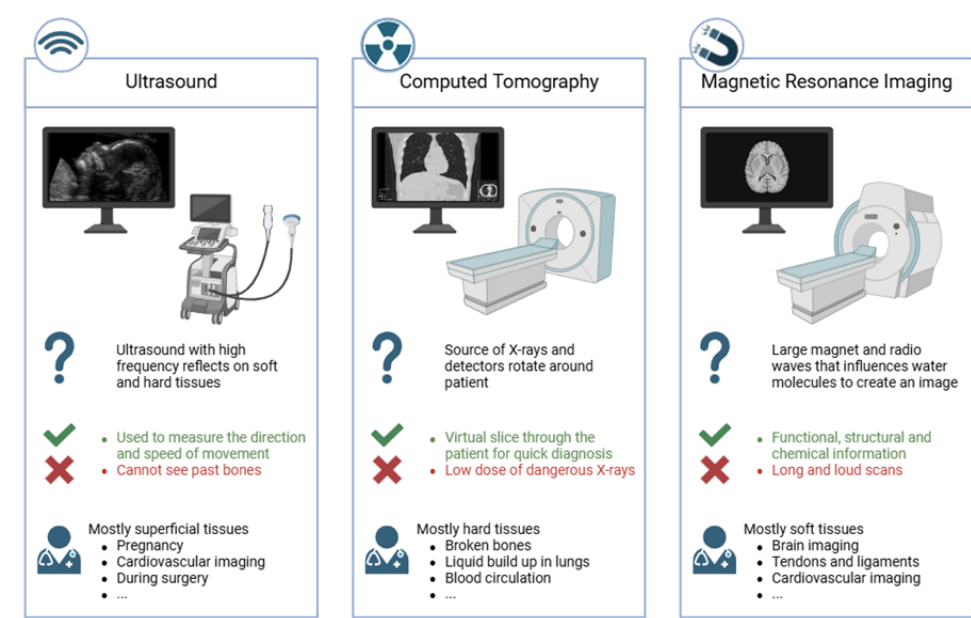 Ultrasound
Ultrasound with high
frequency reflects on soft
and hard tissues
• Used to measure the direction
and speed of movement
• Cannot see past bones
Mostly superficial tissues
• Pregnancy
• Cardiovascular imaging
• During surgery
• ...
Computed Tomography
Source of X-rays and
detectors rotate around
patient
• Virtual slice through the
patient for quick diagnosis
• Low dose of dangerous X-rays
Mostly hard tissues
• Broken bones
• Liquid build up in lungs
• Blood circulation
• ...
Magnetic Resonance Imaging
Large magnet and radio
waves that influences water
molecules to create an image
• Functional, structural and
chemical information
• Long and loud scans
Mostly soft tissues
• Brain imaging
• Tendons and ligaments
• Cardiovascular imaging
• ...